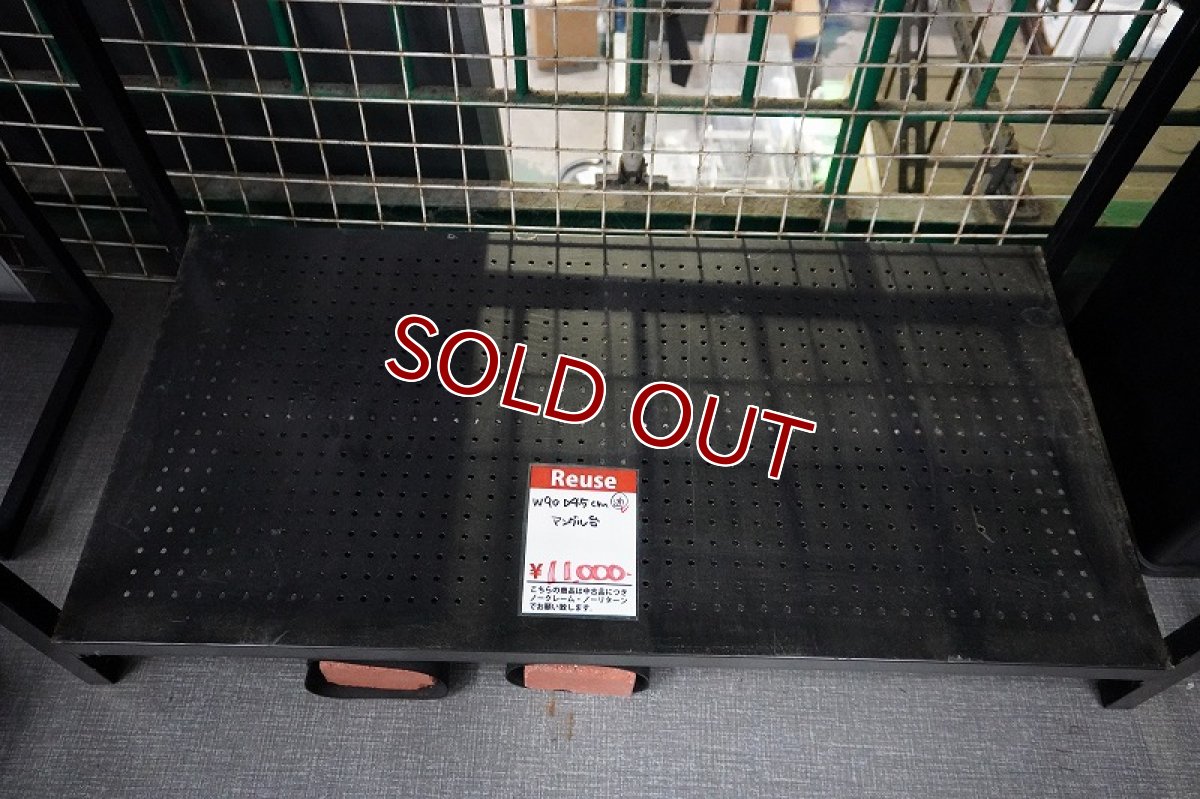 SOLD OUT
Reuse
W90 D45cm
アングル台
¥11,000-
こちらの商品は中古品につき
ノークレーム・ノーリターン
でお願い致します。